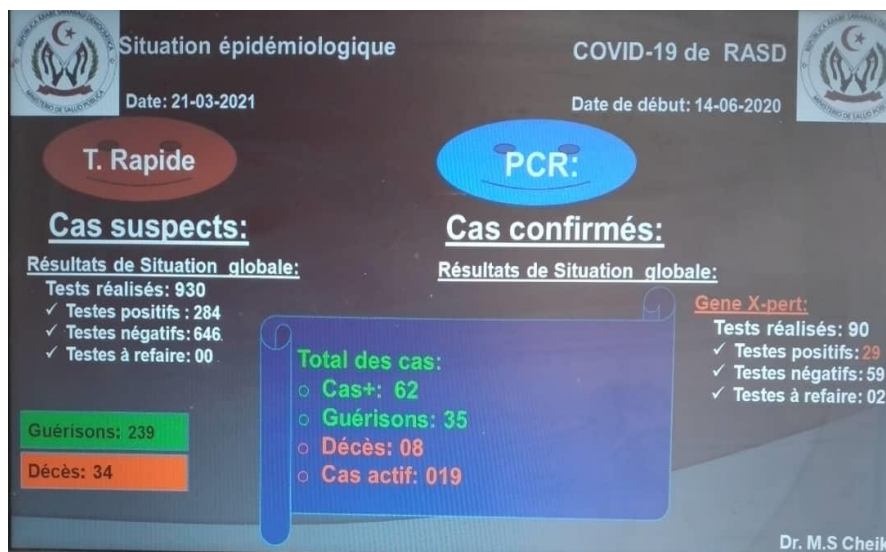 Situation épidémiologique
COVID-19 de RASD
Date: 21-03-2021
Date de début: 14-06-2020
T. Rapide
PCR:
Cas suspects:
Cas confirmés:
Résultats de Situation globale:
Tests réalisés: 930
✓ Testes positifs : 284
✓ Testes négatifs: 646
✓ Testes à refaire: 00
Guérisons: 239
Décès: 34
Résultats de Situation globale:
Total des cas:
Cas+: 62
Guérisons: 35
Décès: 08
Cas actif: 019
Gene X-pert:
Tests réalisés: 90
✓ Testes positifs: 29
✓ Testes négatifs: 59
✓ Testes à refaire: 02
Dr. M.S Cheik